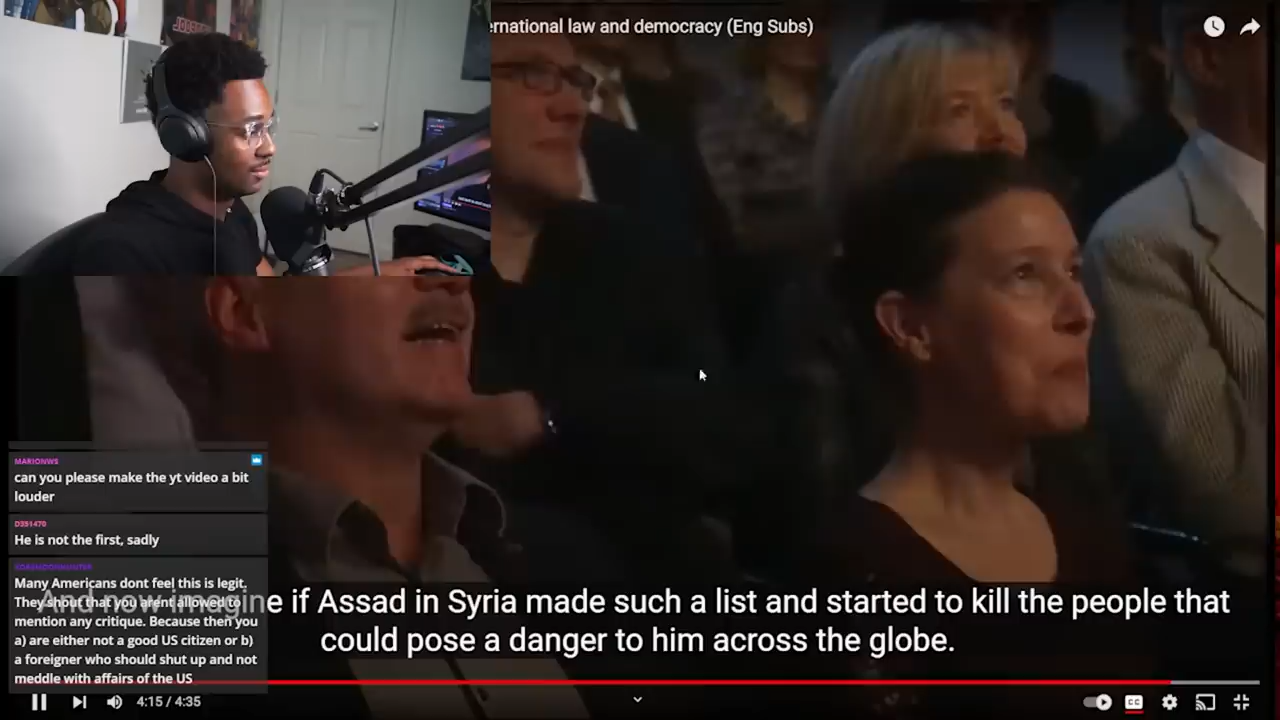 ernational law and democracy (Eng Subs)
MARIONWS
can you please make the yt video a bit
louder
D351470
He is not the first, sadly
Many Americans dont feel this is legit.
They shout that you arent allowed to
mention any critique. Because then you
a) are either not a good US citizen or b)
a foreigner who should shut up and not
meddle with affairs of the US
And now imagine if Assad in Syria made such a list and started to kill the people that
could pose a danger to him across the globe.
4:15 / 4:35
CC